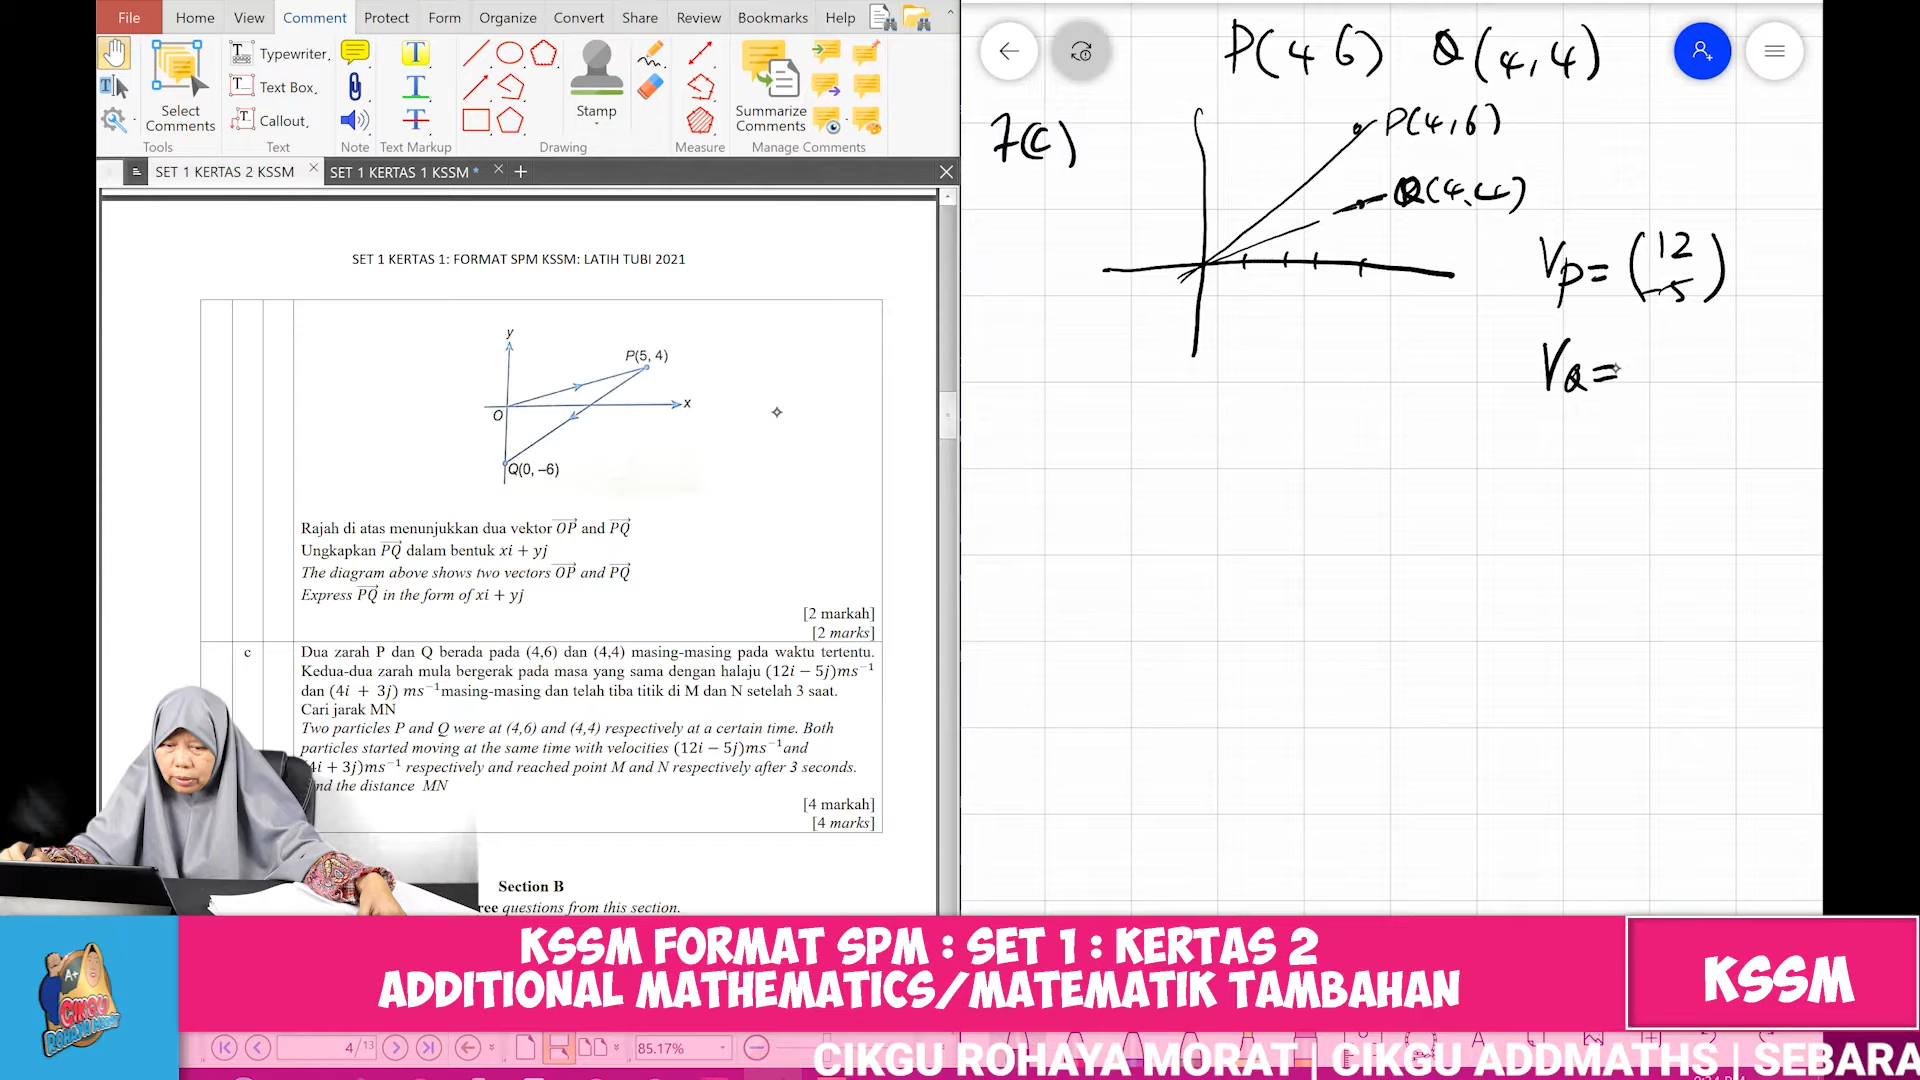 File Home View Comment Protect Form Organize Convert Share Review Bookmarks Help
Select Comments
Tools
Typewriter
Text Box
Callout
Text
Note
Text Markup
Drawing
Stamp
Measure
Summarize Comments
Manage Comments
SET 1 KERTAS 2 KSSM
SET 1 KERTAS 1 KSSM *
SET 1 KERTAS 1: FORMAT SPM KSSM: LATIH TUBI 2021
y
P(5, 4)
O
x
Q(0, –6)
Rajah di atas menunjukkan dua vektor OP and PQ
Ungkapkan PQ dalam bentuk xi + yj
The diagram above shows two vectors OP and PQ
Express PQ in the form of xi + yj
[2 markah]
[2 marks]
c
Dua zarah P dan Q berada pada (4,6) dan (4,4) masing-masing pada waktu tertentu.
Kedua-dua zarah mula bergerak pada masa yang sama dengan halaju (12i − 5j)ms⁻¹
dan (4i + 3j) ms⁻¹masing-masing dan telah tiba titik di M dan N setelah 3 saat.
Cari jarak MN
Two particles P and Q were at (4,6) and (4,4) respectively at a certain time. Both
particles started moving at the same time with velocities (12i − 5j)ms⁻¹and
4i + 3j)ms⁻¹ respectively and reached point M and N respectively after 3 seconds.
nd the distance MN
[4 markah]
[4 marks]
Section B
ree questions from this section.
P(4 6) Q(4,4)
7(c)
P(4,6)
Q(4,4)
Vp = (12
-5)
VQ =
KSSM FORMAT SPM : SET 1 : KERTAS 2
ADDITIONAL MATHEMATICS/MATEMATIK TAMBAHAN
KSSM
A+
CIKGU
ROHAYA MORAT
4 /13
85.17%
CIKGU ROHAYA MORAT | CIKGU ADDMATHS | SEBARA